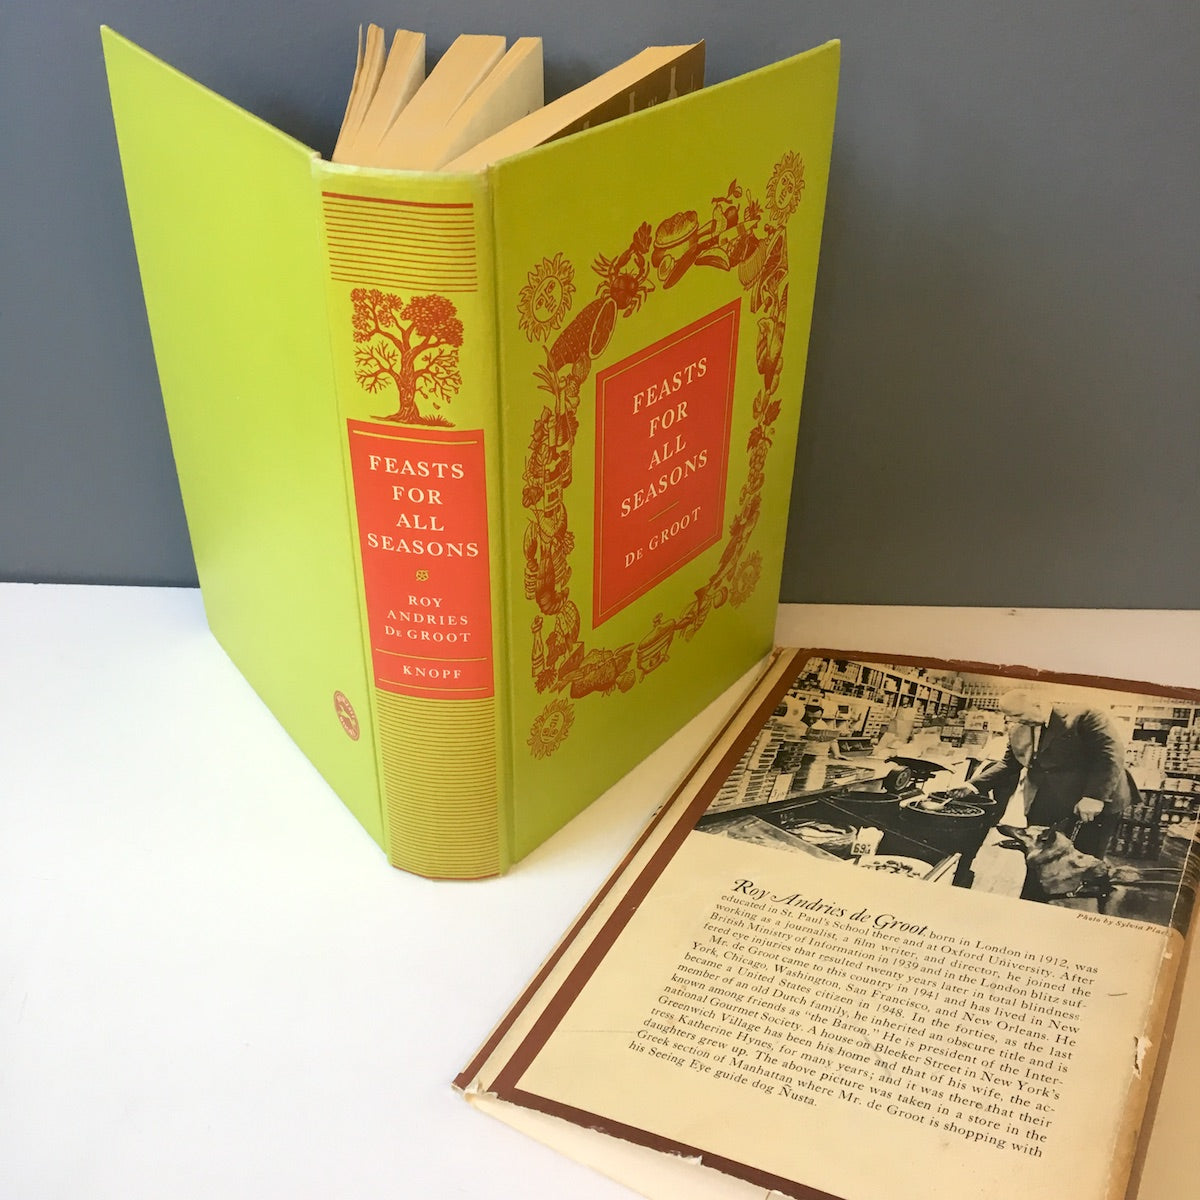 FEASTS
FOR
ALL
SEASONS
ROY
ANDRIES
DE GROOT
KNOPF
FEASTS
FOR
ALL
SEASONS
DE GROOT
69
Photo by Sylvia
Roy Andries de Groot, born in London in 1912, was
educated in St. Paul's School there and at Oxford University. After
working as a journalist, a film writer, and director, he joined the
British Ministry of Information in 1939 and in the London blitz suf-
fered eye injuries that resulted twenty years later in total blindness.
Mr. de Groot came to this country in 1941 and has lived in New
York, Chicago, Washington, San Francisco, and New Orleans. He
became a United States citizen in 1948. In the forties, as the last
member of an old Dutch family, he inherited an obscure title and is
known among friends as "the Baron." He is president of the Inter-
national Gourmet Society. A house on Bleeker Street in New York's
Greenwich Village has been his home and that of his wife, the ac-
tress Katherine Hynes, for many years; and it was there that their
daughters grew up. The above picture was taken in a store in the
Greek section of Manhattan where Mr. de Groot is shopping with
his Seeing Eye guide dog Ñusta.